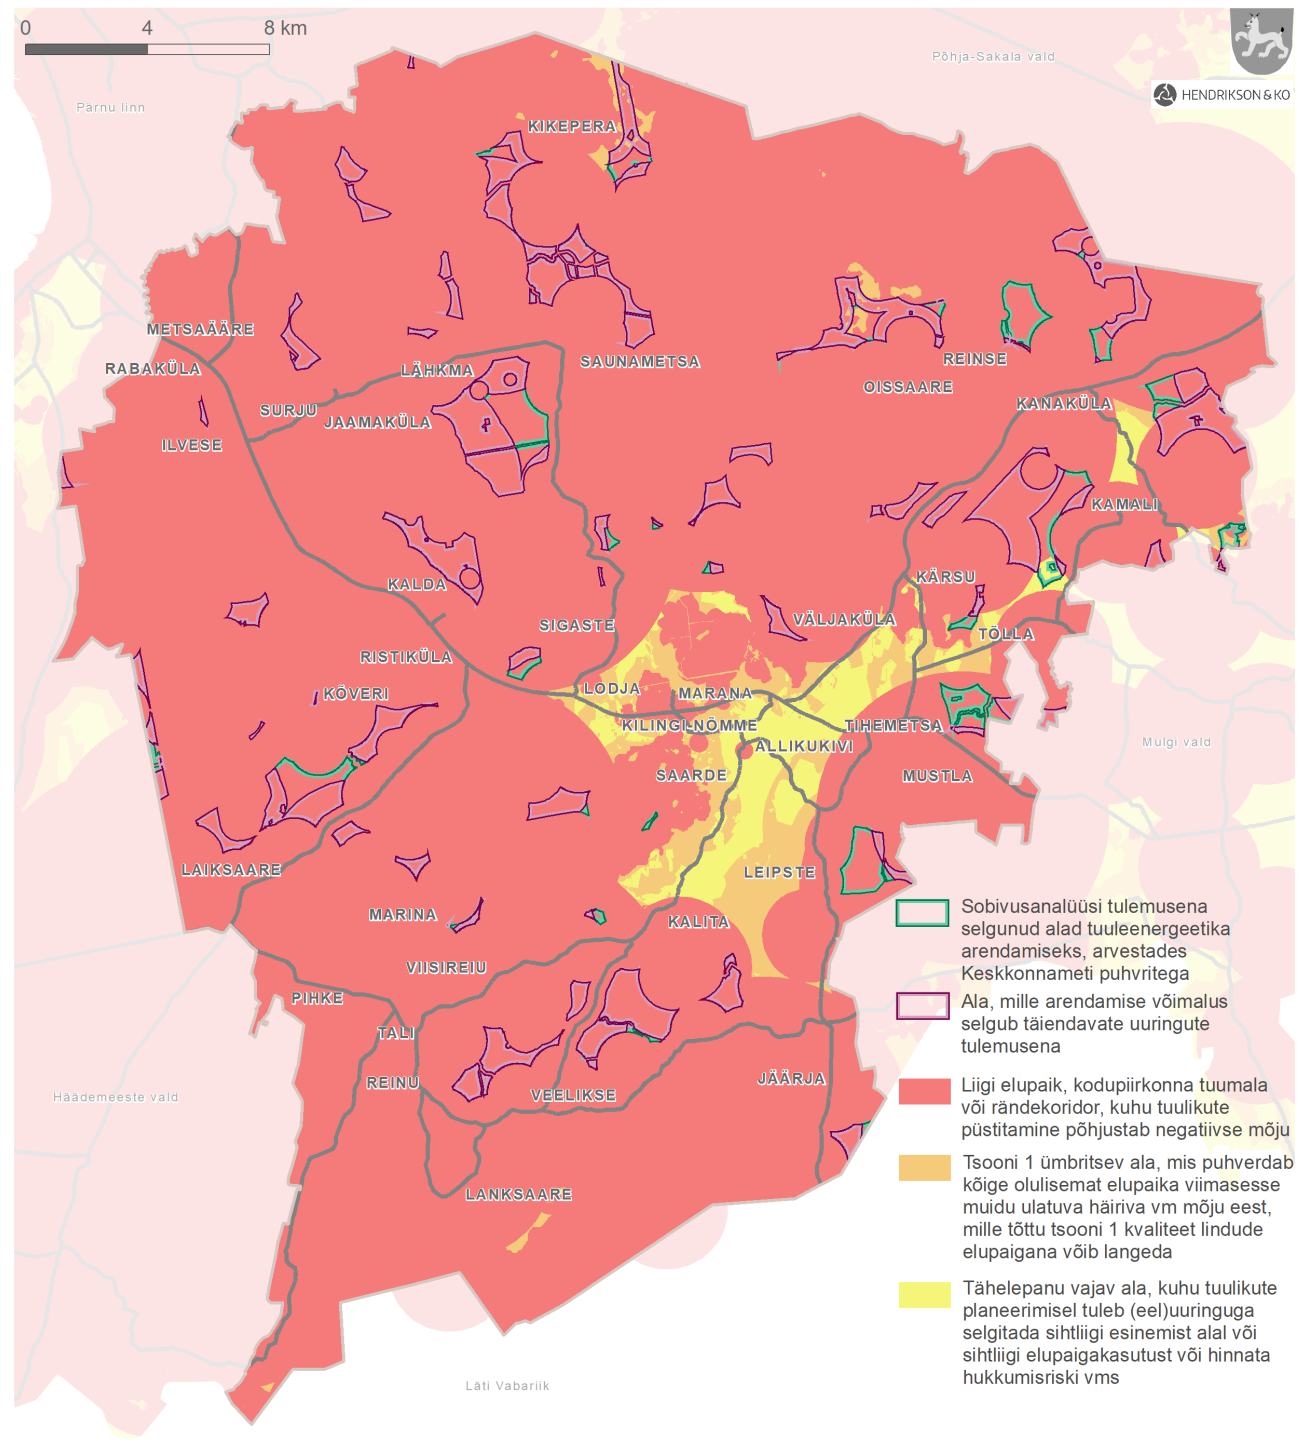 0 4 8 km
Põhja-Sakala vald
Pärnu linn
HENDRIKSON & KO
KIKEPERA
METSAÄÄRE
RABAKÜLA
LÄHKMA
SAUNAMETSA
REINSE
OISSAARE
SURJU
JAAMAKÜLA
KANAKÜLA
ILVESE
KAMALI
KALDA
KÄRSU
SIGASTE
VÄLJAKÜLA
TÕLLA
RISTIKÜLA
LODJA
MARANA
KÕVERI
KILINGI-NÕMME
TIHEMETSA
ALLIKUKIVI
Mulgi vald
SAARDE
MUSTLA
LAIKSAARE
LEIPSTE
MARINA
KALITA
VIISIREIU
PIHKE
TALI
REINU
VEELIKSE
JÄÄRJA
Häädemeeste vald
LANKSAARE
Läti Vabariik
Sobivusanalüüsi tulemusena
selgunud alad tuuleenergeetika
arendamiseks, arvestades
Keskkonnameti puhvritega
Ala, mille arendamise võimalus
selgub täiendavate uuringute
tulemusena
Liigi elupaik, kodupiirkonna tuumala
või rändekoridor, kuhu tuulikute
püstitamine põhjustab negatiivse mõju
Tsooni 1 ümbritsev ala, mis puhverdab
kõige olulisemat elupaika viimasesse
muidu ulatuva häiriva vm mõju eest,
mille tõttu tsooni 1 kvaliteet lindude
elupaigana võib langeda
Tähelepanu vajav ala, kuhu tuulikute
planeerimisel tuleb (eel)uuringuga
selgitada sihtliigi esinemist alal või
sihtliigi elupaigakasutust või hinnata
hukkumisriski vms